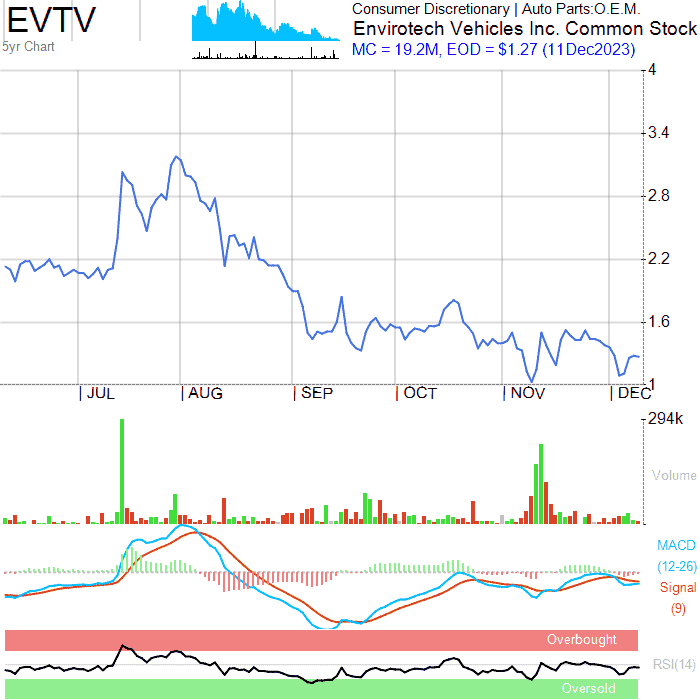 EVTV
5yr Chart
Consumer Discretionary | Auto Parts:O.E.M.
Envirotech Vehicles Inc. Common Stock
MC = 19.2M, EOD = $1.27 (11Dec2023)
4
3.4
2.8
2.2
1.6
1
JUL AUG SEP OCT NOV DEC
294k
Volume
MACD
(12-26)
Signal
(9)
Overbought
RSI(14)
Oversold